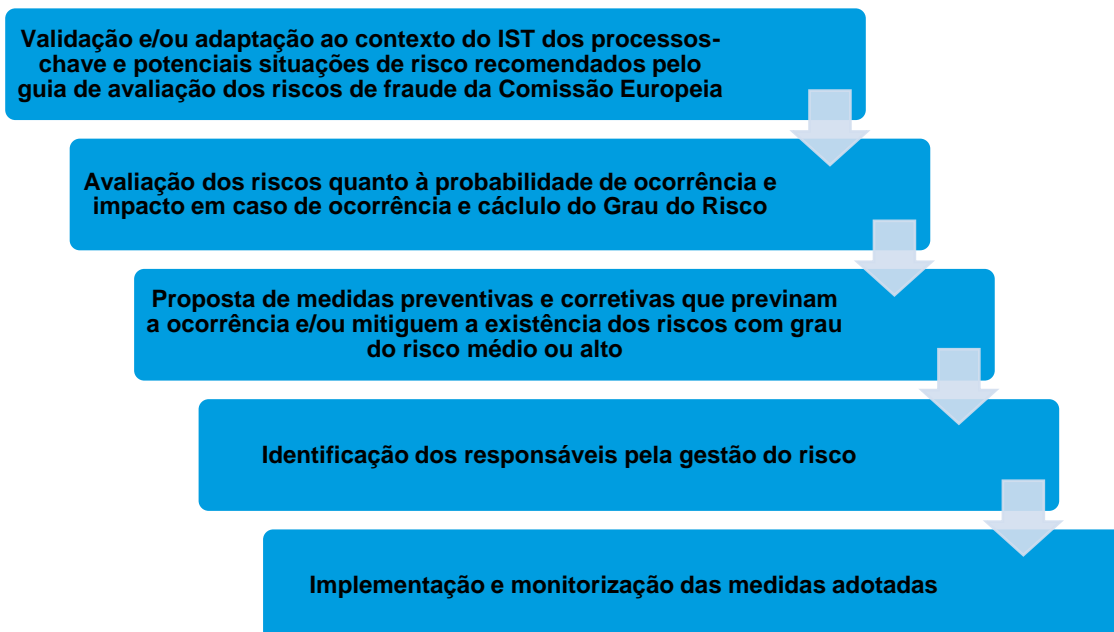 Validação e/ou adaptação ao contexto do IST dos processos-
chave e potenciais situações de risco recomendados pelo
guia de avaliação dos riscos de fraude da Comissão Europeia
Avaliação dos riscos quanto à probabilidade de ocorrência e
impacto em caso de ocorrência e cáclulo do Grau do Risco
Proposta de medidas preventivas e corretivas que previnam
a ocorrência e/ou mitiguem a existência dos riscos com grau
do risco médio ou alto
Identificação dos responsáveis pela gestão do risco
Implementação e monitorização das medidas adotadas